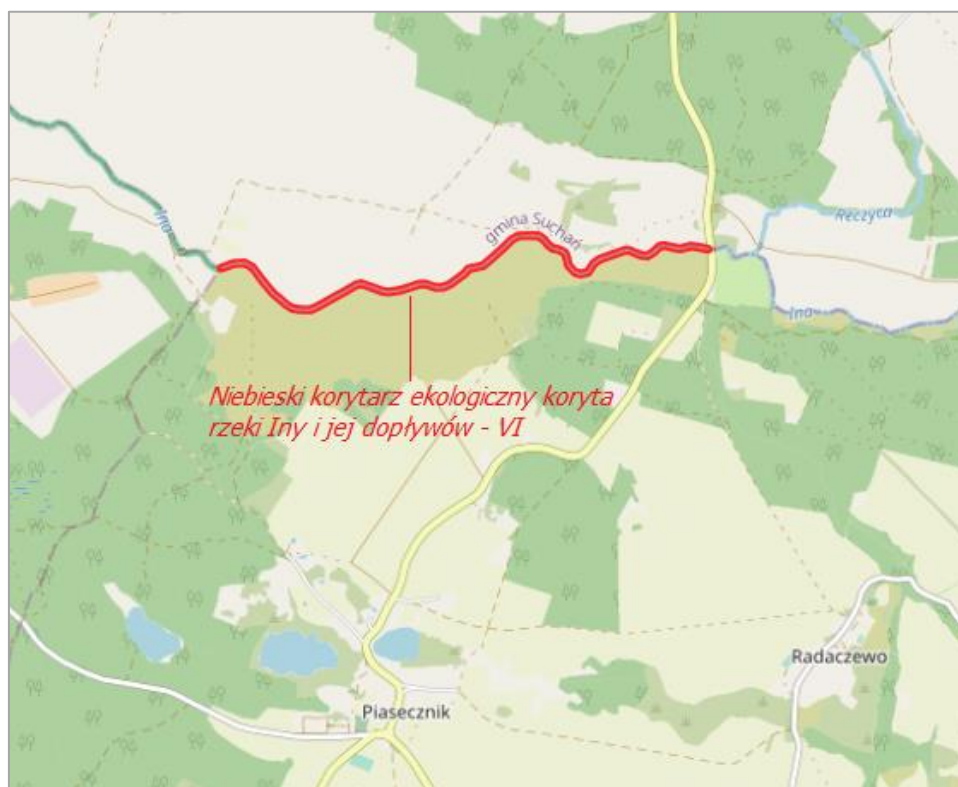 gmina Suchań
Ina
Reczyca
Ina
Niebieski korytarz ekologiczny koryta
rzeki Iny i jej dopływów - VI
Radaczewo
Piasecznik